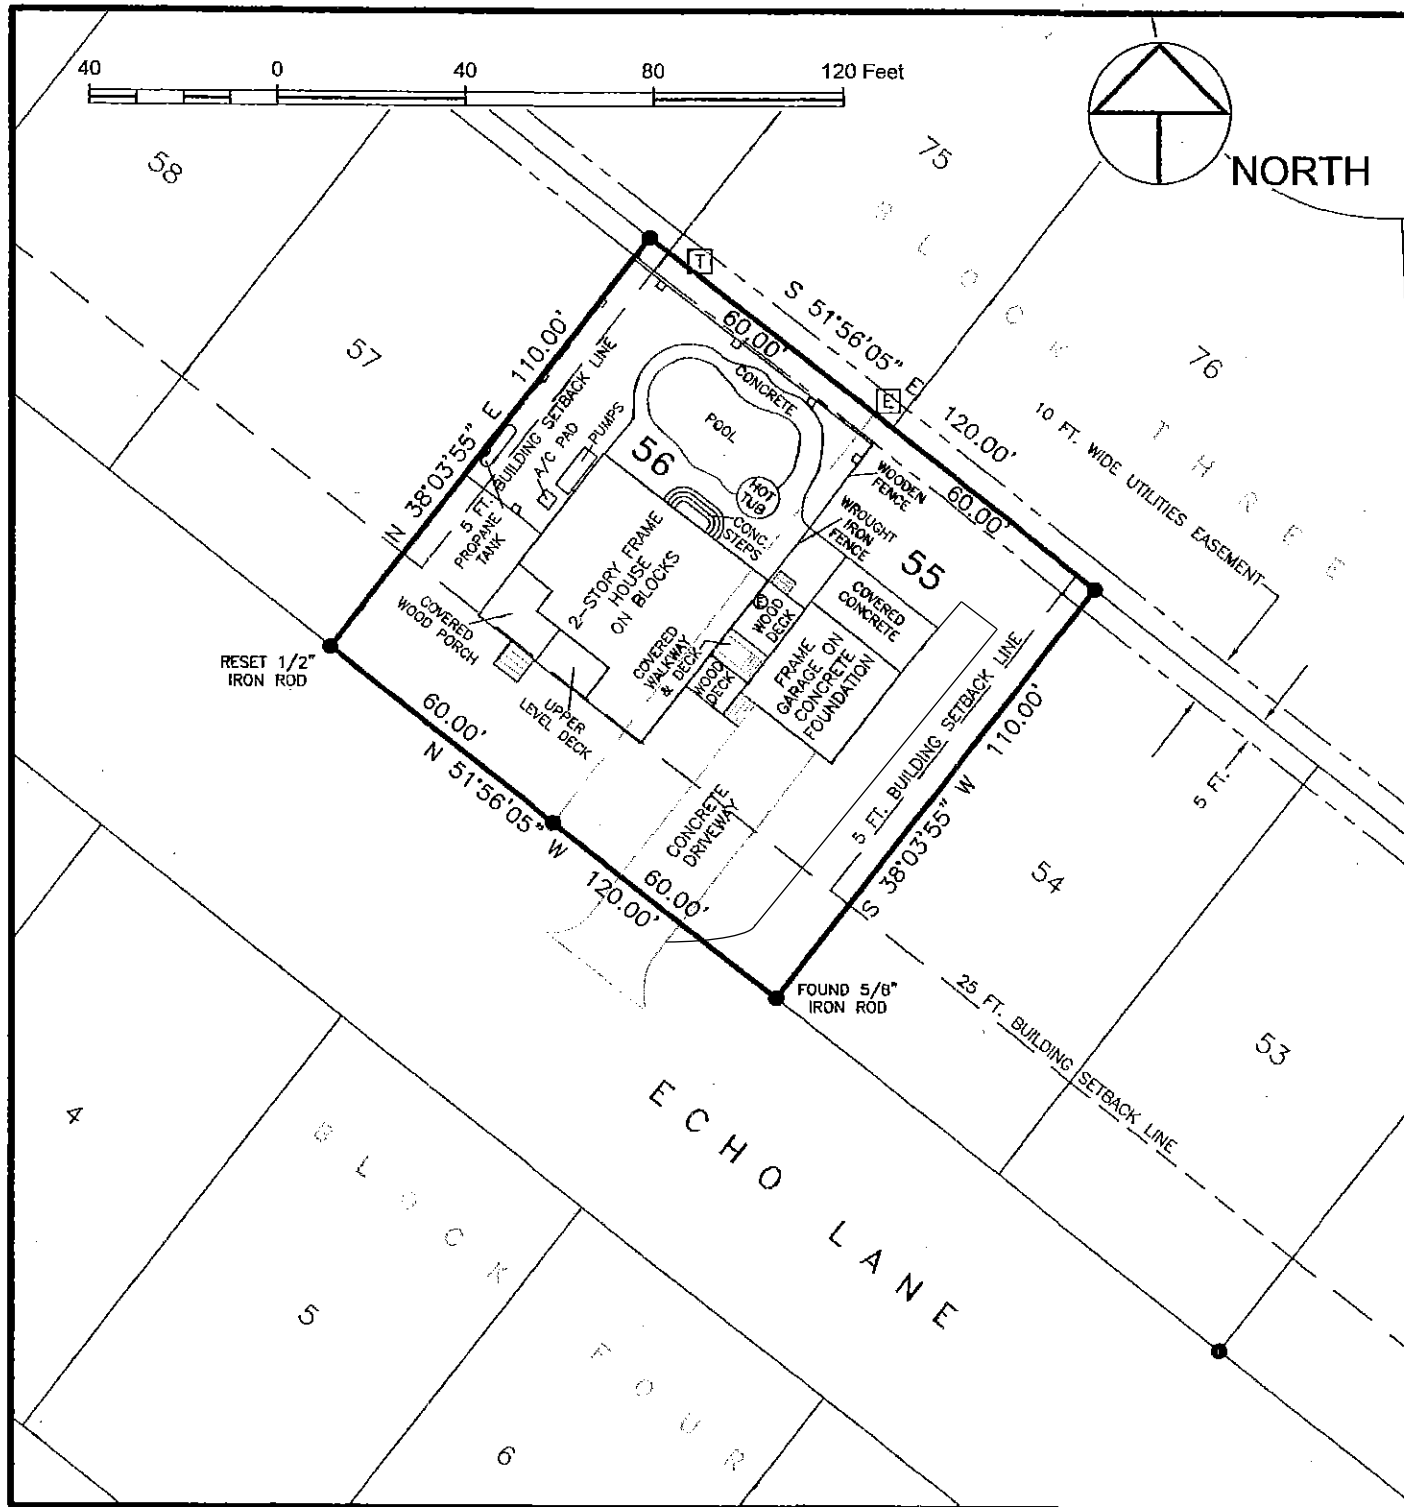 40 0 40 80 120 Feet
NORTH
58
75
BLOCK THREE
57
76
S 51°56'05" E
120.00'
60.00'
60.00'
10 FT. WIDE UTILITIES EASEMENT
T
E
N 38°03'55" E
110.00'
5 FT. BUILDING SETBACK LINE
CONCRETE
POOL
HOT
TUB
PUMPS
A/C PAD
56
PROPANE
TANK
CONC.
STEPS
WOODEN
FENCE
WROUGHT
IRON
FENCE
55
2-STORY FRAME
HOUSE
ON BLOCKS
COVERED
WOOD PORCH
UPPER
LEVEL DECK
COVERED
WALKWAY
& DECK
E
WOOD
DECK
WOOD
DECK
COVERED
CONCRETE
FRAME
GARAGE ON
CONCRETE
FOUNDATION
5 FT. BUILDING SETBACK LINE
110.00'
S 38°03'55" W
5 FT.
RESET 1/2"
IRON ROD
60.00'
N 51°56'05" W
120.00'
60.00'
CONCRETE
DRIVEWAY
FOUND 5/8"
IRON ROD
54
25 FT. BUILDING SETBACK LINE
53
ECHO LANE
4
BLOCK FOUR
5
6